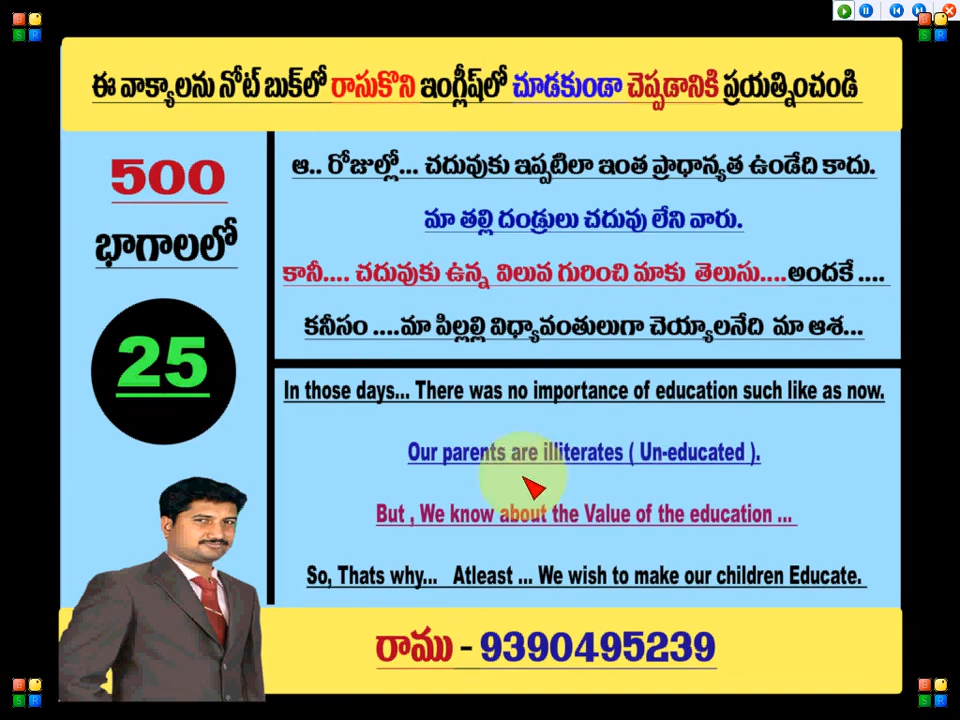 ఈ వాక్యాలను నోట్ బుక్‌లో రాసుకొని ఇంగ్లీష్‌లో చూడకుండా చెప్పడానికి ప్రయత్నించండి
500
భాగాలలో
25
ఆ.. రోజుల్లో... చదువుకు ఇప్పటిలా ఇంత ప్రాధాన్యత ఉండేది కాదు.
మా తల్లి దండ్రులు చదువు లేని వారు.
కానీ.... చదువుకు ఉన్న విలువ గురించి మాకు తెలుసు....అందకే ....
కనీసం ....మా పిల్లల్లి విధ్యావంతులుగా చెయ్యాలనేది మా ఆశ...
In those days... There was no importance of education such like as now.
Our parents are illiterates ( Un-educated ).
But , We know about the Value of the education ...
So, Thats why... Atleast ... We wish to make our children Educate.
రాము - 9390495239
B
S R
B
S R
B
S R
B
S R